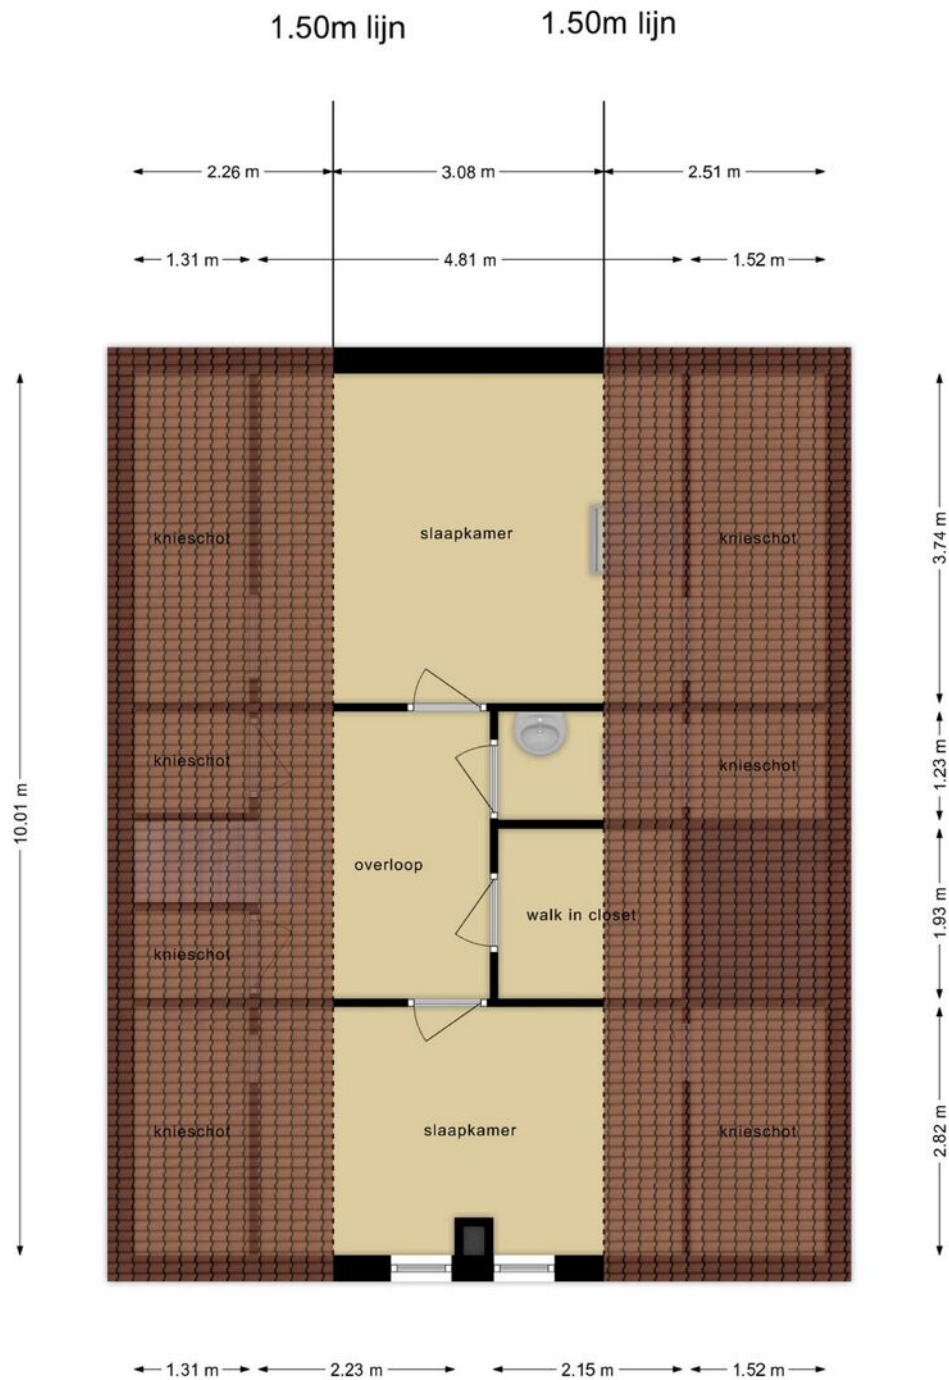 1.50m lijn 1.50m lijn
2.26 m 3.08 m 2.51 m
1.31 m 4.81 m 1.52 m
knieschot slaapkamer knieschot
3.74 m
knieschot knieschot
1.23 m
10.01 m
overloop
walk in closet
1.93 m
knieschot
knieschot slaapkamer knieschot
2.82 m
1.31 m 2.23 m 2.15 m 1.52 m